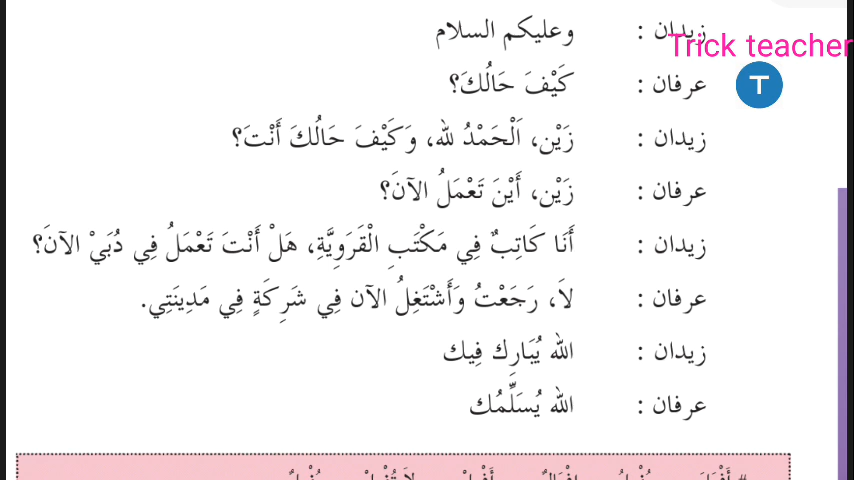 زيدان : وعليكم السلام
Trick teacher
T
عرفان : كَيْفَ حَالُكَ؟
زيدان : زَيْن، اَلْحَمْدُ لله، وَكَيْفَ حَالُكَ أَنْتَ؟
عرفان : زَيْن، أَيْنَ تَعْمَلُ الآنَ؟
زيدان : أَنَا كَاتِبٌ فِي مَكْتَبِ الْقَرَوِيَّةِ، هَلْ أَنْتَ تَعْمَلُ فِي دُبَيْ الآنَ؟
عرفان : لاَ، رَجَعْتُ وَأَشْتَغِلُ الآن فِي شَرِكَةٍ فِي مَدِينَتِي.
زيدان : الله يُبَارِك فِيك
عرفان : الله يُسَلِّمُك